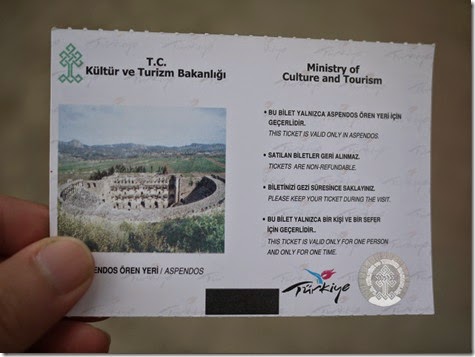 T.C.
Kültür ve Turizm Bakanlığı
Ministry of
Culture and Tourism
• BU BİLET YALNIZCA ASPENDOS ÖREN YERİ İÇİN
GEÇERLİDİR.
THIS TICKET IS VALID ONLY IN ASPENDOS.
• SATILAN BİLETLER GERİ ALINMAZ.
TICKETS ARE NON-REFUNDABLE.
• BİLETİNİZİ GEZİ SÜRESİNCE SAKLAYINIZ.
PLEASE KEEP YOUR TICKET DURING THE VISIT.
• BU BİLET YALNIZCA BİR KİŞİ VE BİR SEFER
İÇİN GEÇERLİDİR.
THIS TICKET IS VALID ONLY FOR ONE PERSON
AND ONLY FOR ONE TIME.
SPENDOS ÖREN YERİ / ASPENDOS
Türkiye